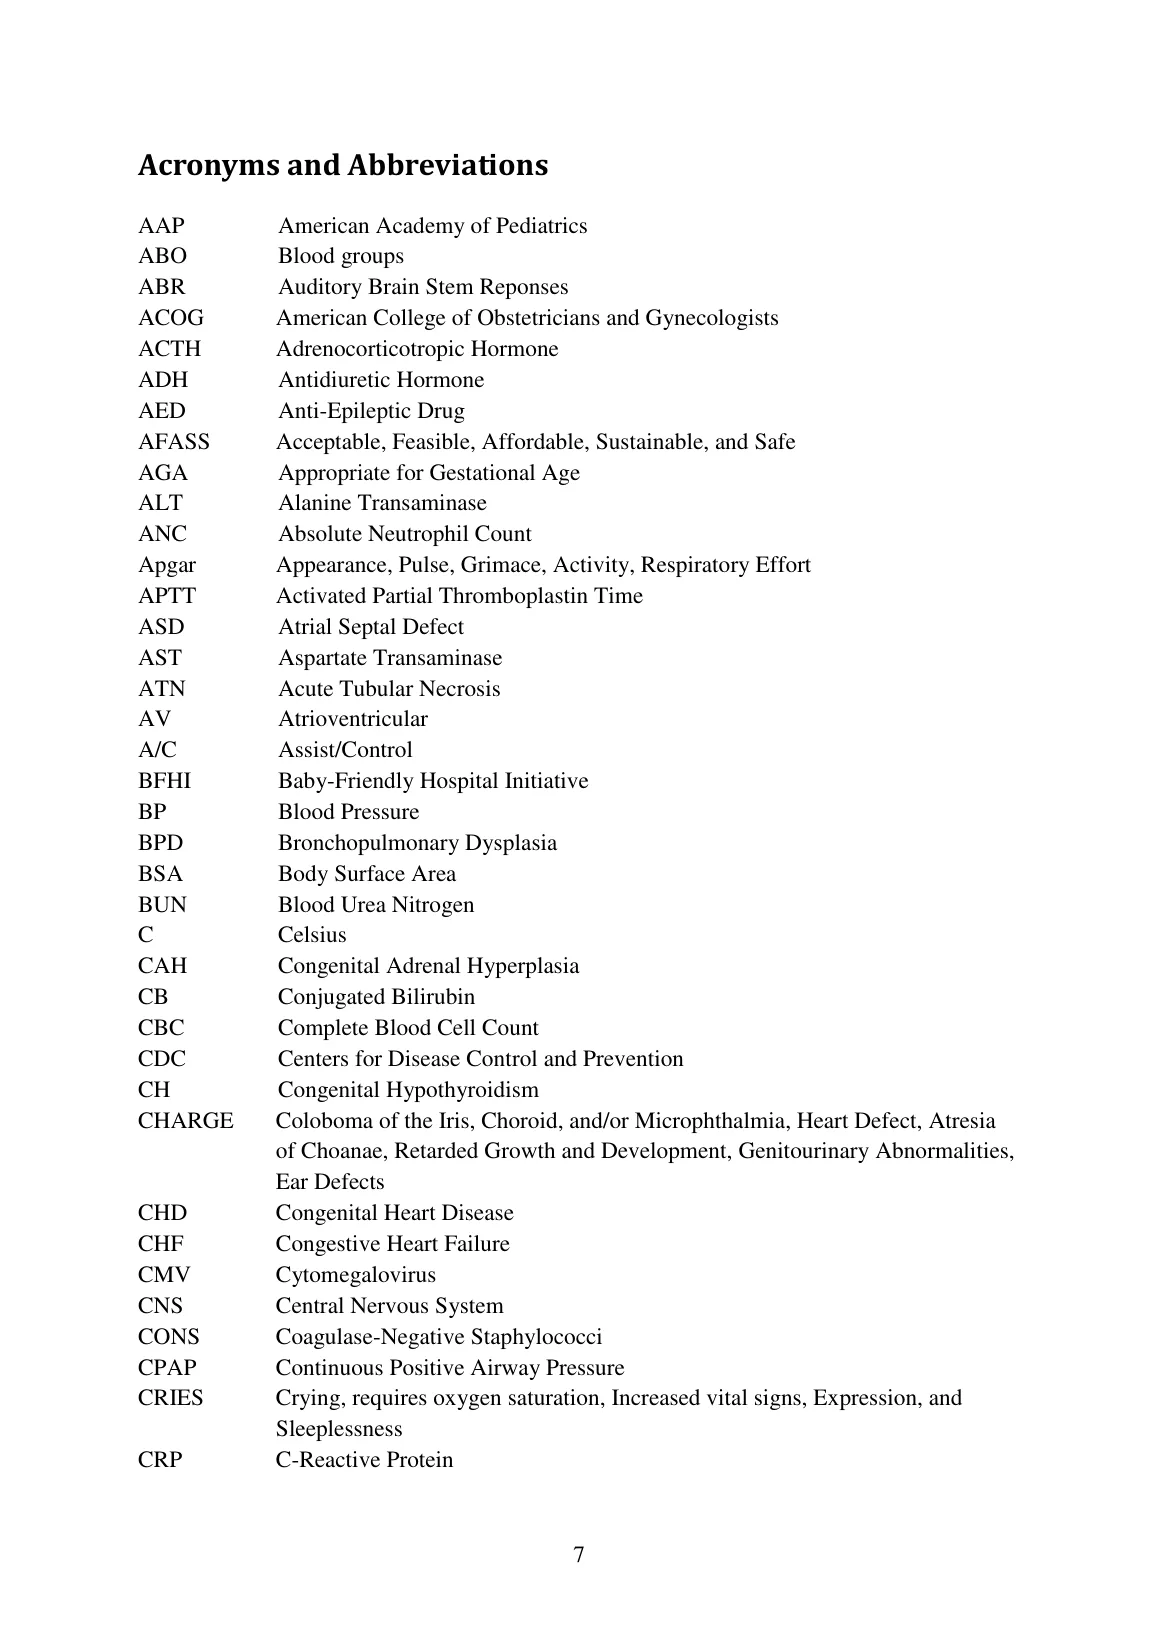 Acronyms and Abbreviations
AAP American Academy of Pediatrics
ABO Blood groups
ABR Auditory Brain Stem Reponses
ACOG American College of Obstetricians and Gynecologists
ACTH Adrenocorticotropic Hormone
ADH Antidiuretic Hormone
AED Anti-Epileptic Drug
AFASS Acceptable, Feasible, Affordable, Sustainable, and Safe
AGA Appropriate for Gestational Age
ALT Alanine Transaminase
ANC Absolute Neutrophil Count
Apgar Appearance, Pulse, Grimace, Activity, Respiratory Effort
APTT Activated Partial Thromboplastin Time
ASD Atrial Septal Defect
AST Aspartate Transaminase
ATN Acute Tubular Necrosis
AV Atrioventricular
A/C Assist/Control
BFHI Baby-Friendly Hospital Initiative
BP Blood Pressure
BPD Bronchopulmonary Dysplasia
BSA Body Surface Area
BUN Blood Urea Nitrogen
C Celsius
CAH Congenital Adrenal Hyperplasia
CB Conjugated Bilirubin
CBC Complete Blood Cell Count
CDC Centers for Disease Control and Prevention
CH Congenital Hypothyroidism
CHARGE Coloboma of the Iris, Choroid, and/or Microphthalmia, Heart Defect, Atresia
of Choanae, Retarded Growth and Development, Genitourinary Abnormalities,
Ear Defects
CHD Congenital Heart Disease
CHF Congestive Heart Failure
CMV Cytomegalovirus
CNS Central Nervous System
CONS Coagulase-Negative Staphylococci
CPAP Continuous Positive Airway Pressure
CRIES Crying, requires oxygen saturation, Increased vital signs, Expression, and
Sleeplessness
CRP C-Reactive Protein
7